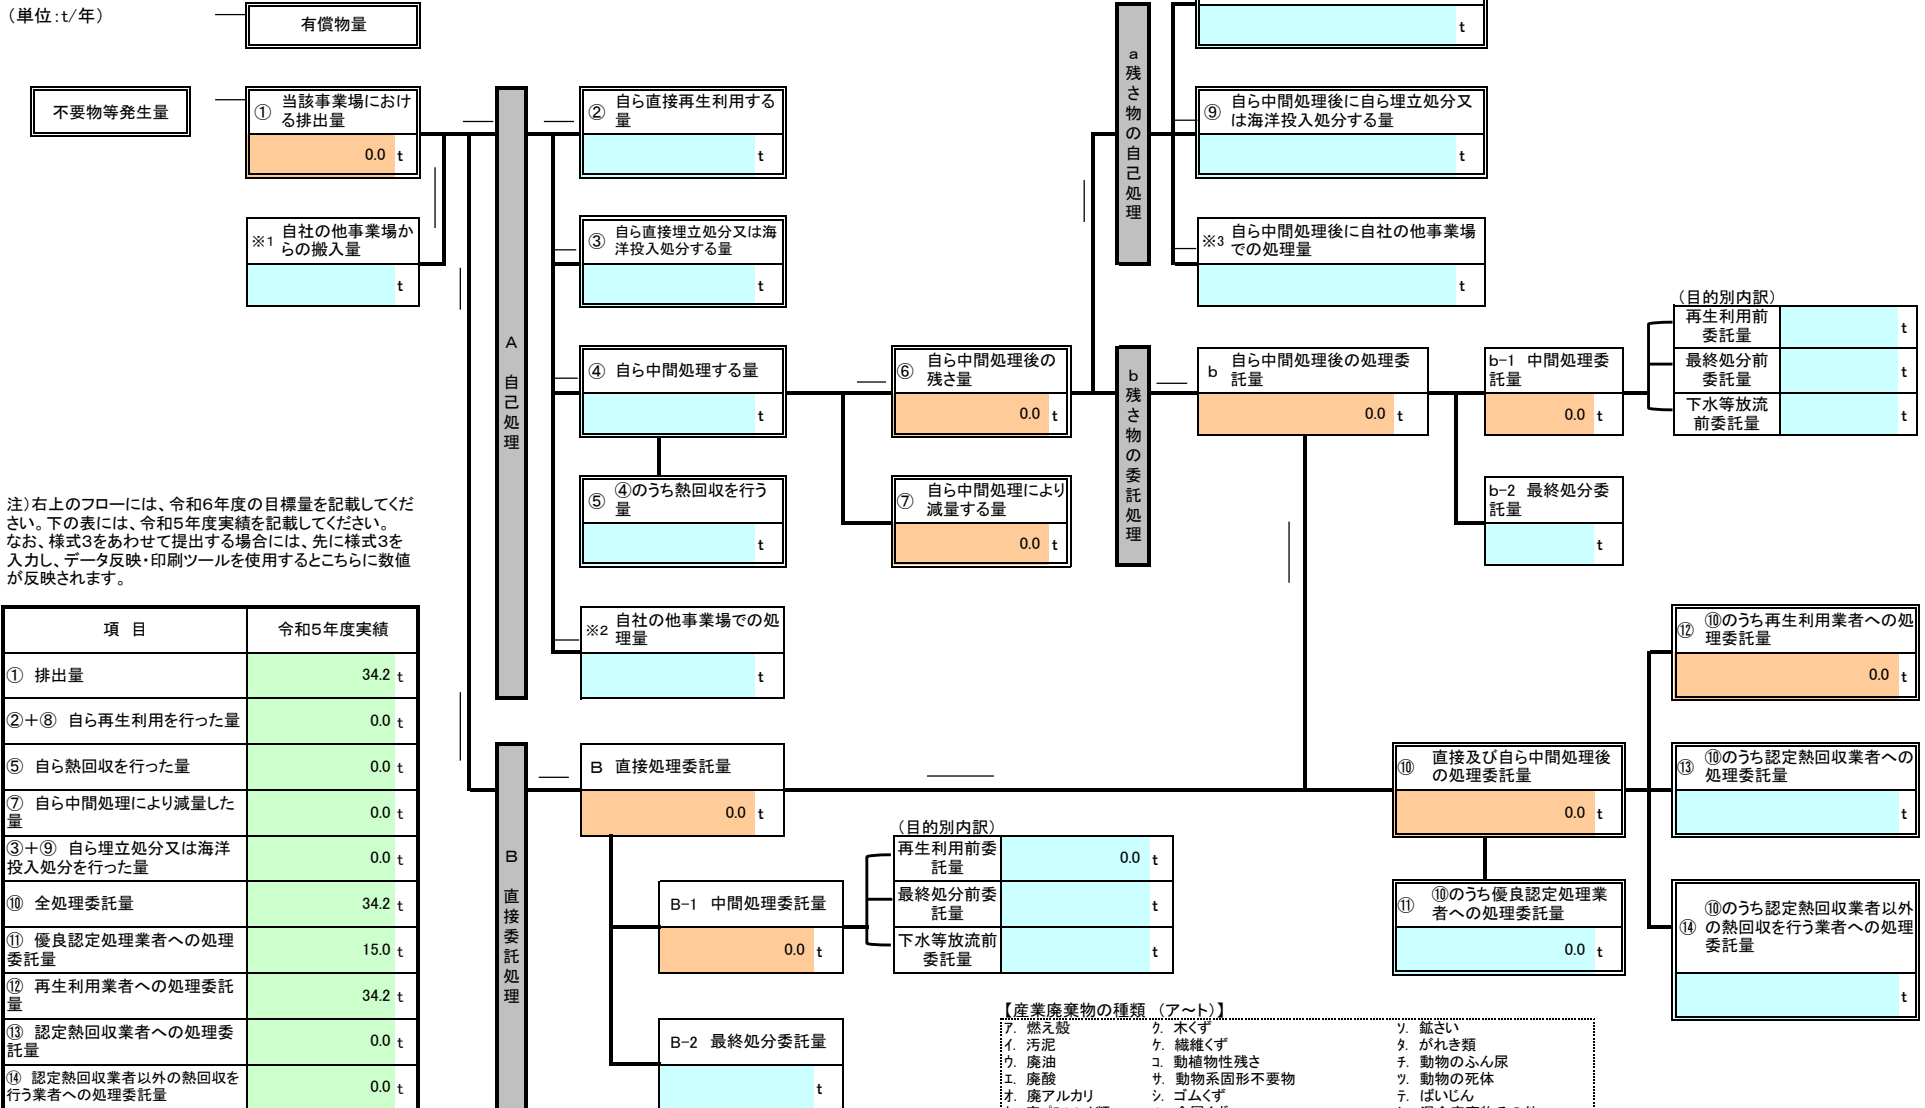 （単位:t/年）
有償物量
t
不要物等発生量
① 当該事業場におけ
る排出量
0.0 t
② 自ら直接再生利用する
量
t
a 残さ物の自己処理
⑨ 自ら中間処理後に自ら埋立処分又
は海洋投入処分する量
t
※1 自社の他事業場か
らの搬入量
t
③ 自ら直接埋立処分又は海
洋投入処分する量
t
※3 自ら中間処理後に自社の他事業場
での処理量
t
A 自己処理
④ 自ら中間処理する量
t
⑥ 自ら中間処理後の
残さ量
0.0 t
b 残さ物の委託処理
b 自ら中間処理後の処理委
託量
0.0 t
b-1 中間処理委
託量
0.0 t
（目的別内訳）
再生利用前
委託量
t
最終処分前
委託量
t
下水等放流
前委託量
t
⑤ ④のうち熱回収を行う
量
t
⑦ 自ら中間処理により
減量する量
0.0 t
b-2 最終処分委
託量
t
注）右上のフローには、令和6年度の目標量を記載してくだ
さい。下の表には、令和5年度実績を記載してください。
なお、様式3をあわせて提出する場合には、先に様式3を
入力し、データ反映・印刷ツールを使用するとこちらに数値
が反映されます。
※2 自社の他事業場での処
理量
t
項 目 令和5年度実績
① 排出量 34.2 t
②＋⑧ 自ら再生利用を行った量 0.0 t
⑤ 自ら熱回収を行った量 0.0 t
⑦ 自ら中間処理により減量した
量 0.0 t
③＋⑨ 自ら埋立処分又は海洋
投入処分を行った量 0.0 t
⑩ 全処理委託量 34.2 t
⑪ 優良認定処理業者への処理
委託量 15.0 t
⑫ 再生利用業者への処理委託
量 34.2 t
⑬ 認定熱回収業者への処理委
託量 0.0 t
⑭ 認定熱回収業者以外の熱回収を
行う業者への処理委託量 0.0 t
B 直接委託処理
B 直接処理委託量
0.0 t
B-1 中間処理委託量
0.0 t
（目的別内訳）
再生利用前委
託量
0.0 t
最終処分前委
託量
t
下水等放流前
委託量
t
B-2 最終処分委託量
t
⑩ 直接及び自ら中間処理後
の処理委託量
0.0 t
⑪ ⑩のうち優良認定処理業
者への処理委託量
0.0 t
⑫ ⑩のうち再生利用業者への処
理委託量
0.0 t
⑬ ⑩のうち認定熱回収業者への
処理委託量
t
⑭ ⑩のうち認定熱回収業者以外
の熱回収を行う業者への処理
委託量
t
【産業廃棄物の種類 （ア～ト）】
ア. 燃え殻 ク. 木くず ソ. 鉱さい
イ. 汚泥 ケ. 繊維くず タ. がれき類
ウ. 廃油 コ. 動植物性残さ チ. 動物のふん尿
エ. 廃酸 サ. 動物系固形不要物 ツ. 動物の死体
オ. 廃アルカリ シ. ゴムくず テ. ばいじん